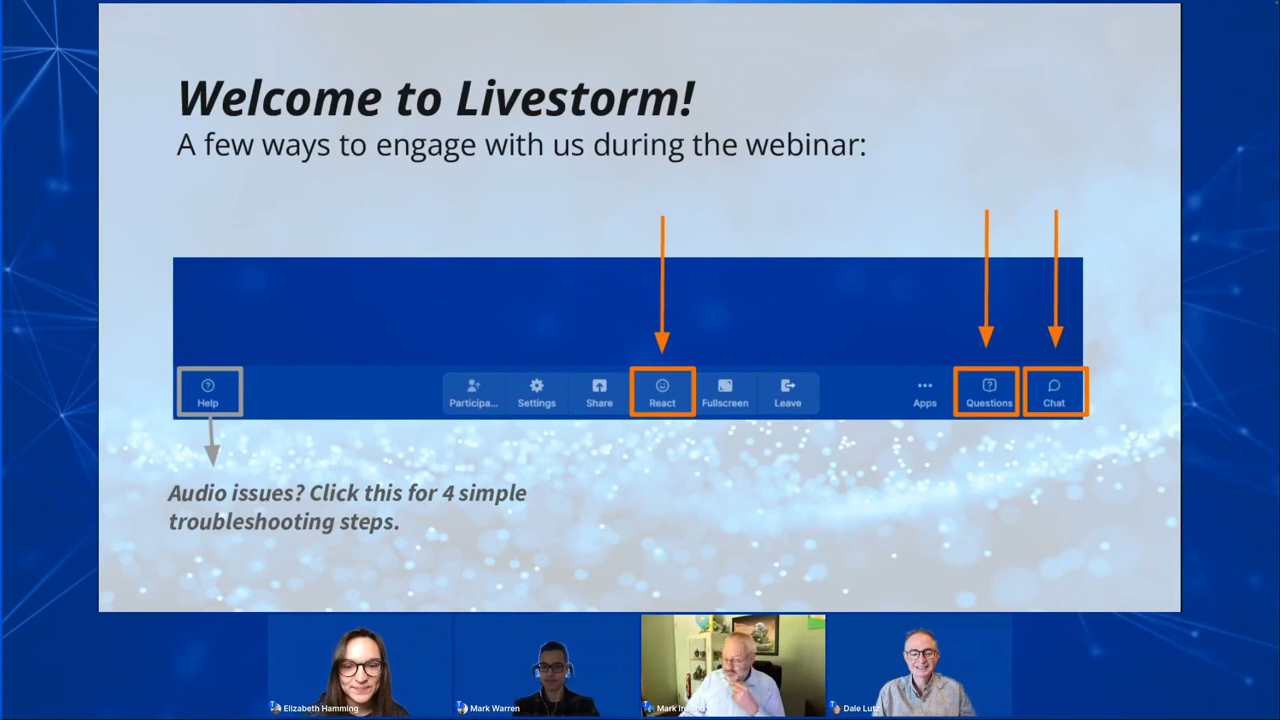 Welcome to Livestorm!
A few ways to engage with us during the webinar:
Help
Participa...
Settings
Share
React
Fullscreen
Leave
Apps
Questions
Chat
Audio issues? Click this for 4 simple
troubleshooting steps.
Elizabeth Hamming
Mark Warren
Mark
Dale Lutz